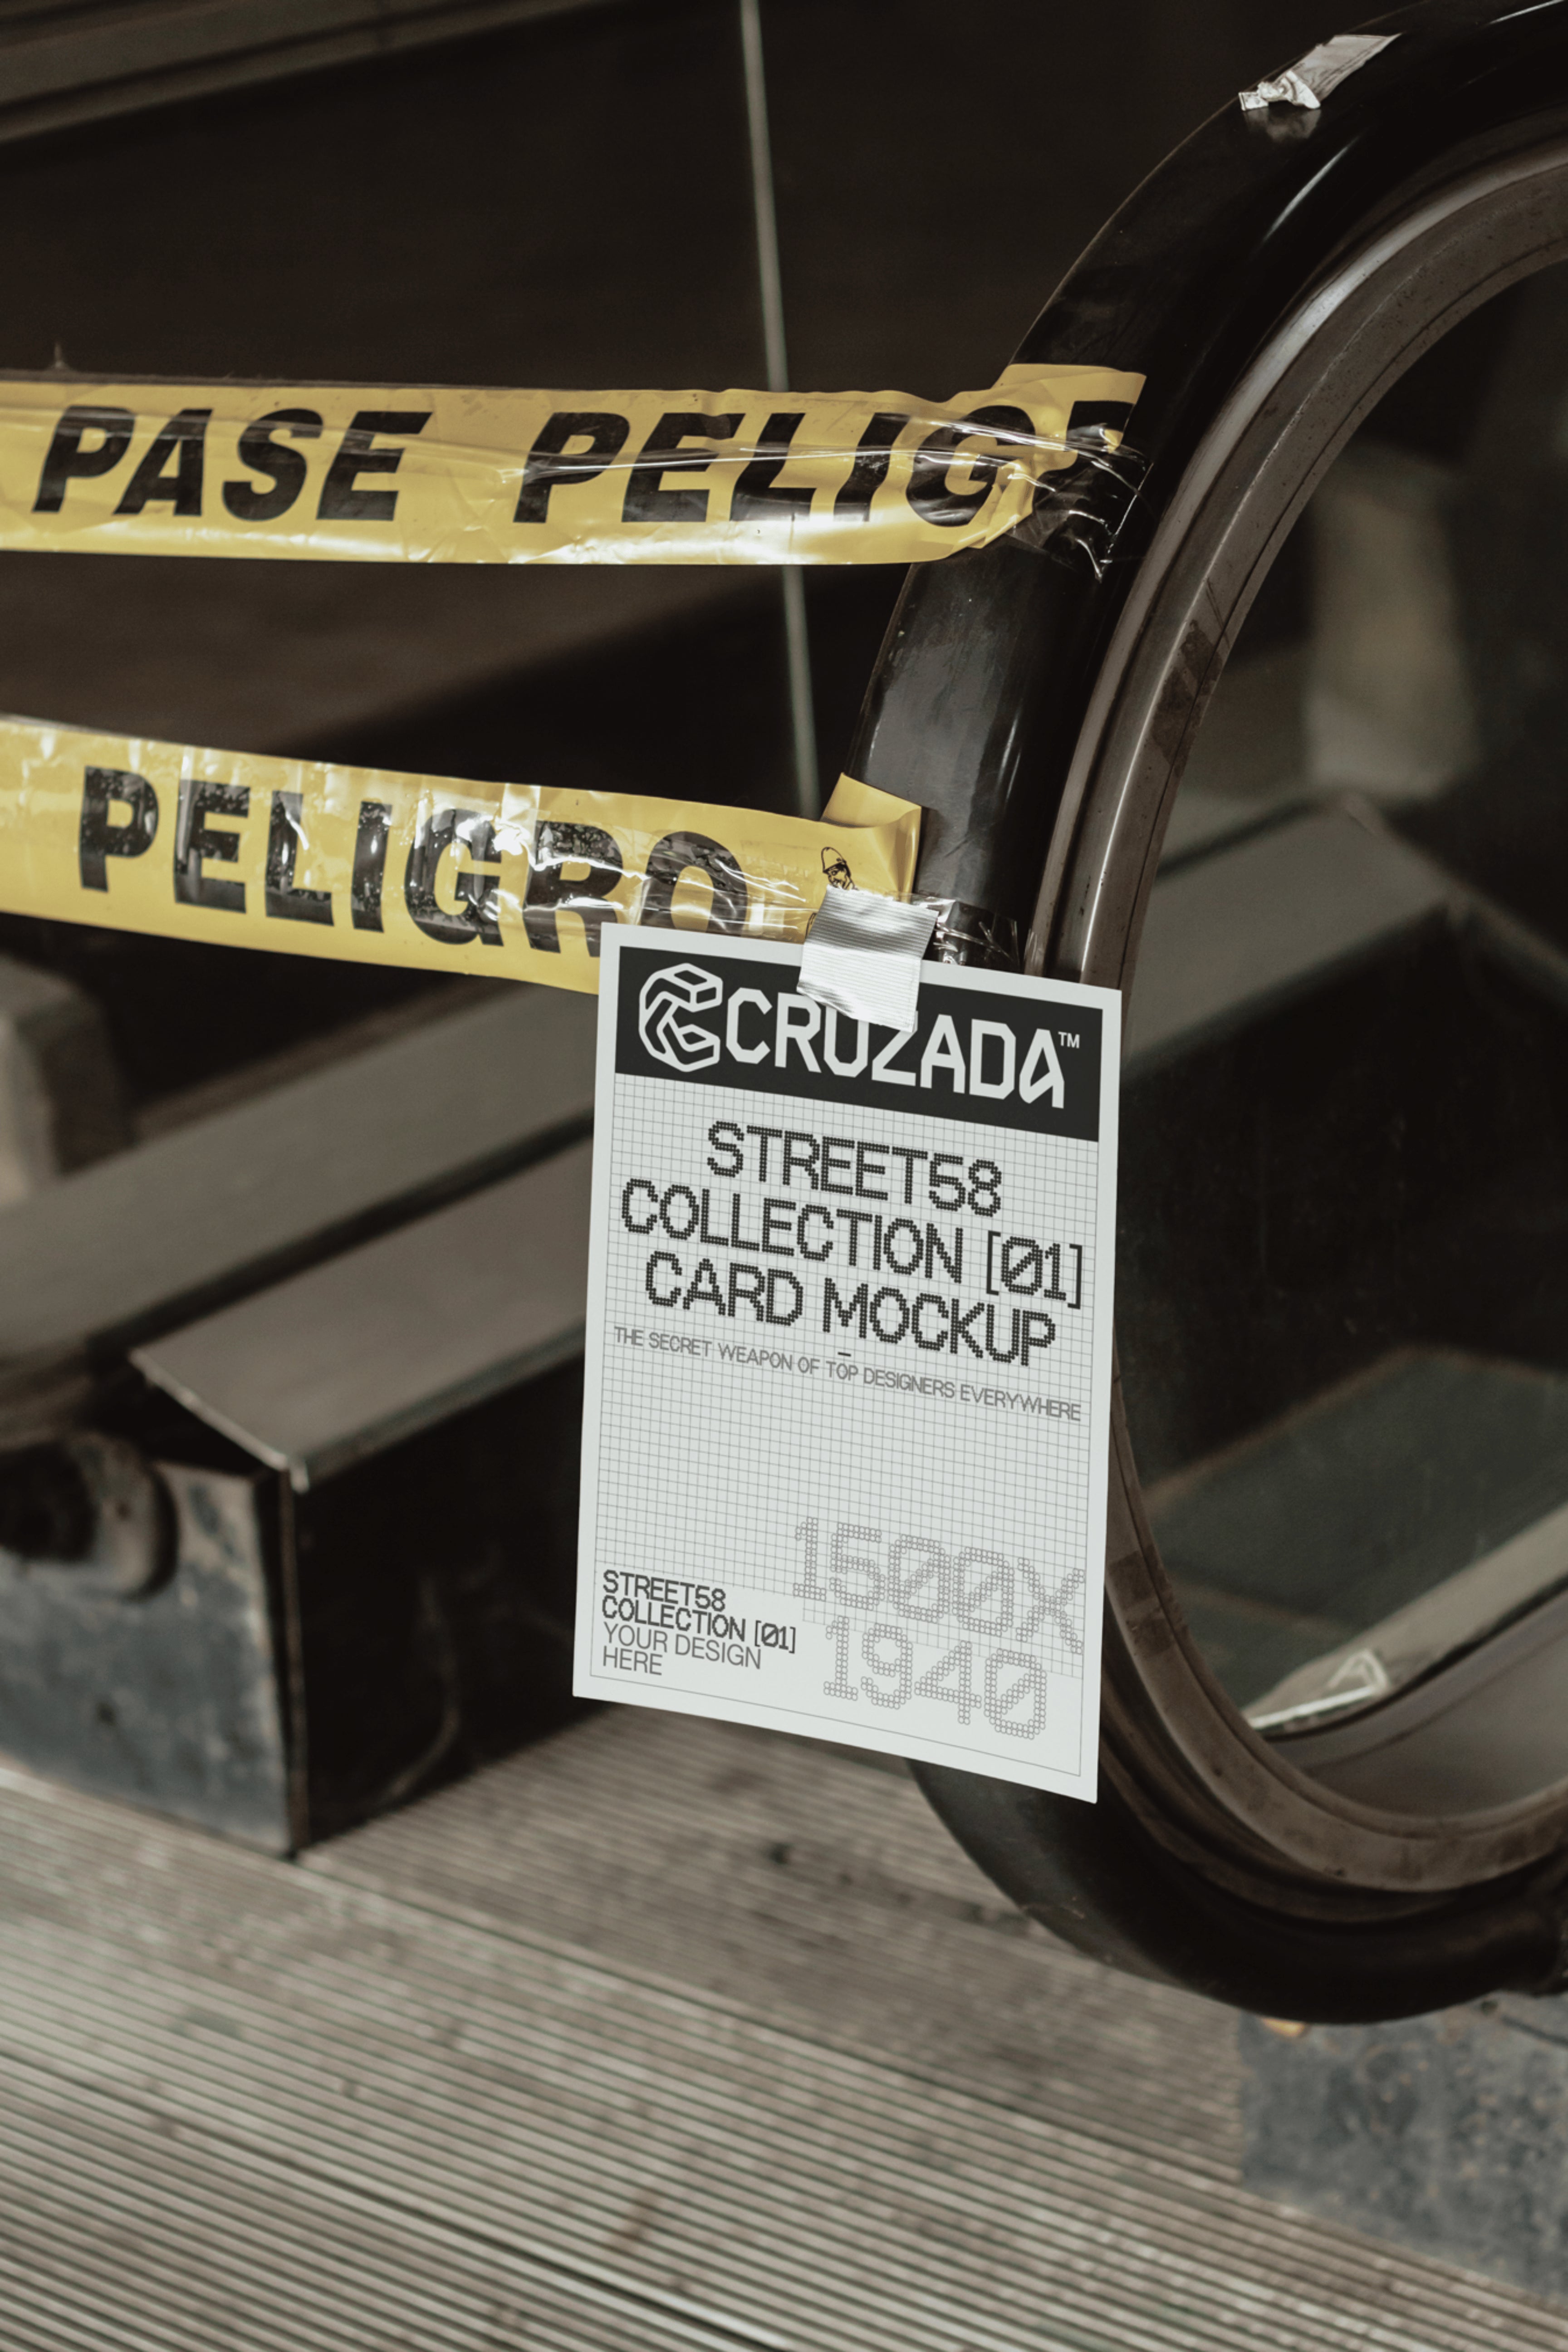 PASE PELIGR
PELIGRO
CRUZADA™
STREET58
COLLECTION [01]
CARD MOCKUP
THE SECRET WEAPON OF TOP DESIGNERS EVERYWHERE
STREET58
COLLECTION [01]
YOUR DESIGN
HERE
1500X
1940